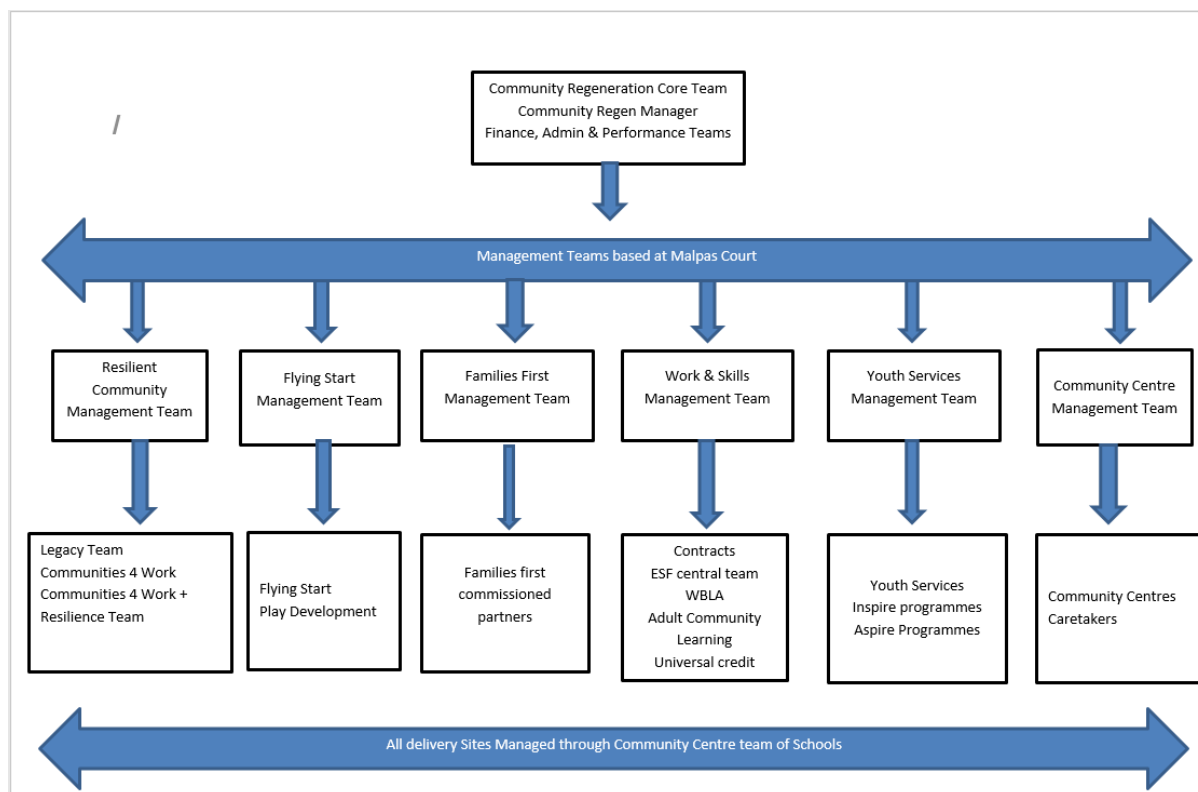 Community Regeneration Core Team
Community Regen Manager
Finance, Admin & Performance Teams
/
Management Teams based at Malpas Court
Resilient
Community
Management Team
Flying Start
Management Team
Families First
Management Team
Work & Skills
Management Team
Youth Services
Management Team
Community Centre
Management Team
Legacy Team
Communities 4 Work
Communities 4 Work +
Resilience Team
Flying Start
Play Development
Families first
commissioned
partners
Contracts
ESF central team
WBLA
Adult Community
Learning
Universal credit
Youth Services
Inspire programmes
Aspire Programmes
Community Centres
Caretakers
All delivery Sites Managed through Community Centre team of Schools